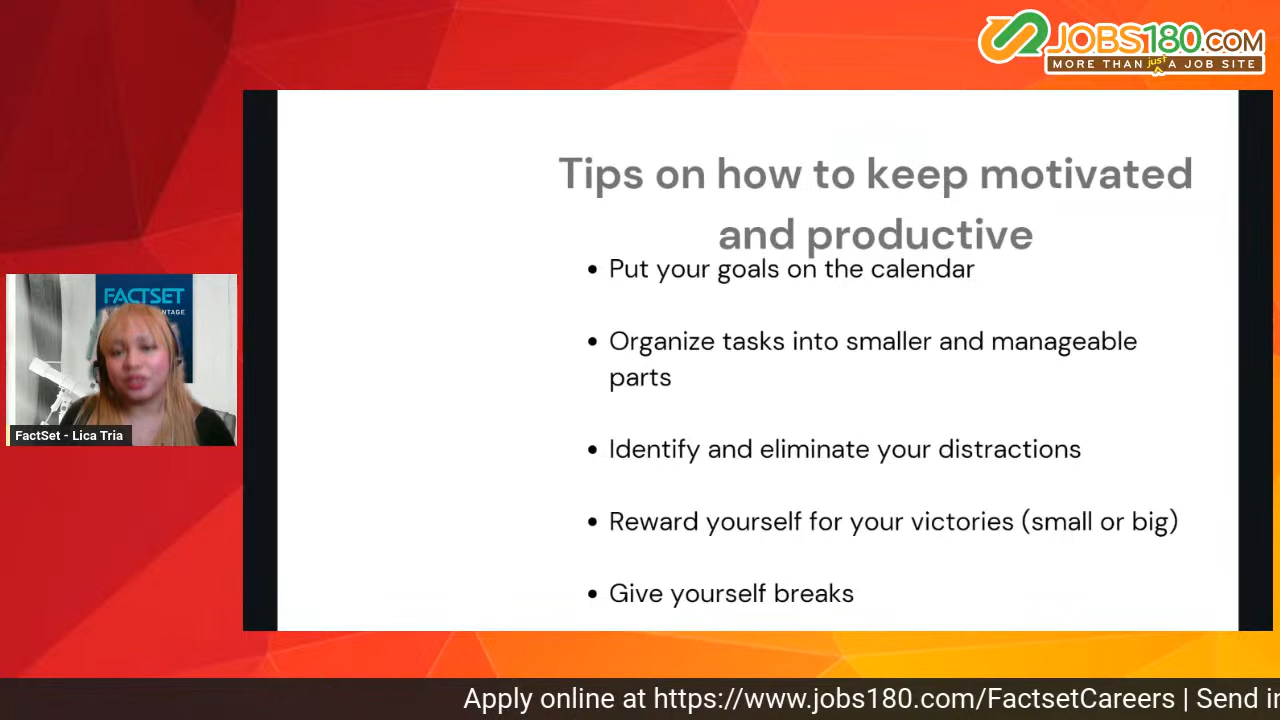 JOBS180.COM
MORE THAN just A JOB SITE
Tips on how to keep motivated
and productive
• Put your goals on the calendar
• Organize tasks into smaller and manageable
parts
• Identify and eliminate your distractions
• Reward yourself for your victories (small or big)
• Give yourself breaks
FACTSET
NTAGE
FactSet - Lica Tria
Apply online at https://www.jobs180.com/FactsetCareers | Send in